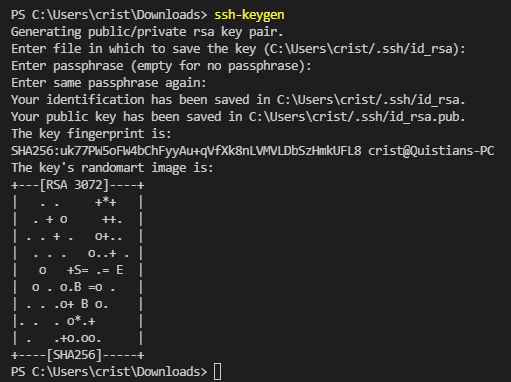 PS C:\Users\crist\Downloads> ssh-keygen
Generating public/private rsa key pair.
Enter file in which to save the key (C:\Users\crist/.ssh/id_rsa):
Enter passphrase (empty for no passphrase):
Enter same passphrase again:
Your identification has been saved in C:\Users\crist/.ssh/id_rsa.
Your public key has been saved in C:\Users\crist/.ssh/id_rsa.pub.
The key fingerprint is:
SHA256:uk77PW5oFW4bChFyyAu+qVfXk8nLVMVLDbSzHmkUFL8 crist@Quistians-PC
The key's randomart image is:
+---[RSA 3072]----+
|   . .     +*+   |
|  . + o     ++.  |
| . . + .   o+..  |
|  . . .   o..+ . |
|   o   +S= .= E  |
|  o . o.B =o .   |
| . . .o+ B o.    |
|. .  . o*.+      |
| .   .+o.oo.     |
+----[SHA256]-----+
PS C:\Users\crist\Downloads>